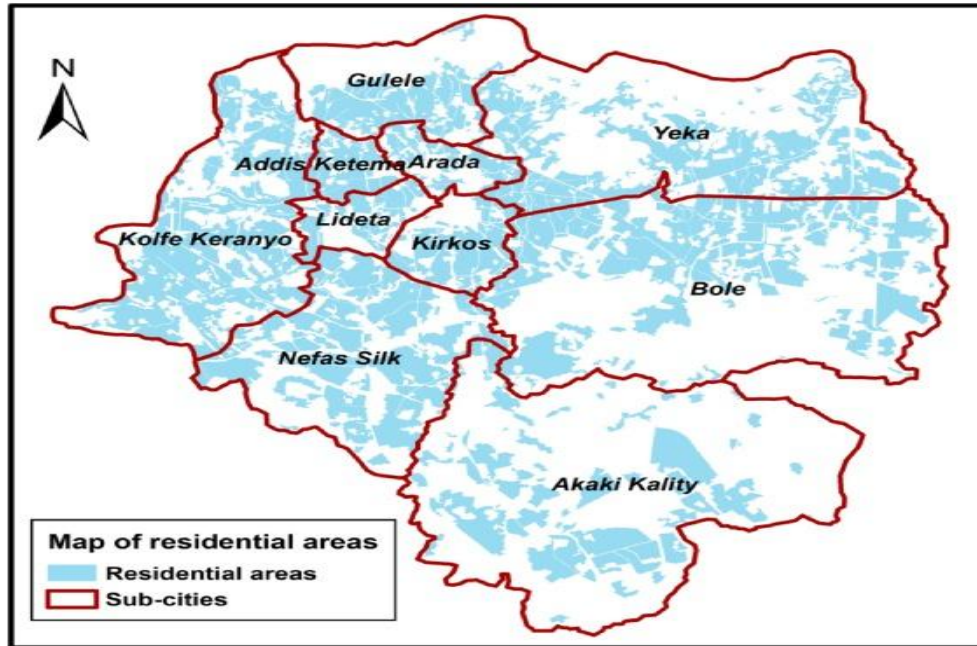 N
Gulele
Yeka
Addis Ketema
Arada
Lideta
Kolfe Keranyo
Kirkos
Bole
Nefas Silk
Akaki Kality
Map of residential areas
Residential areas
Sub-cities